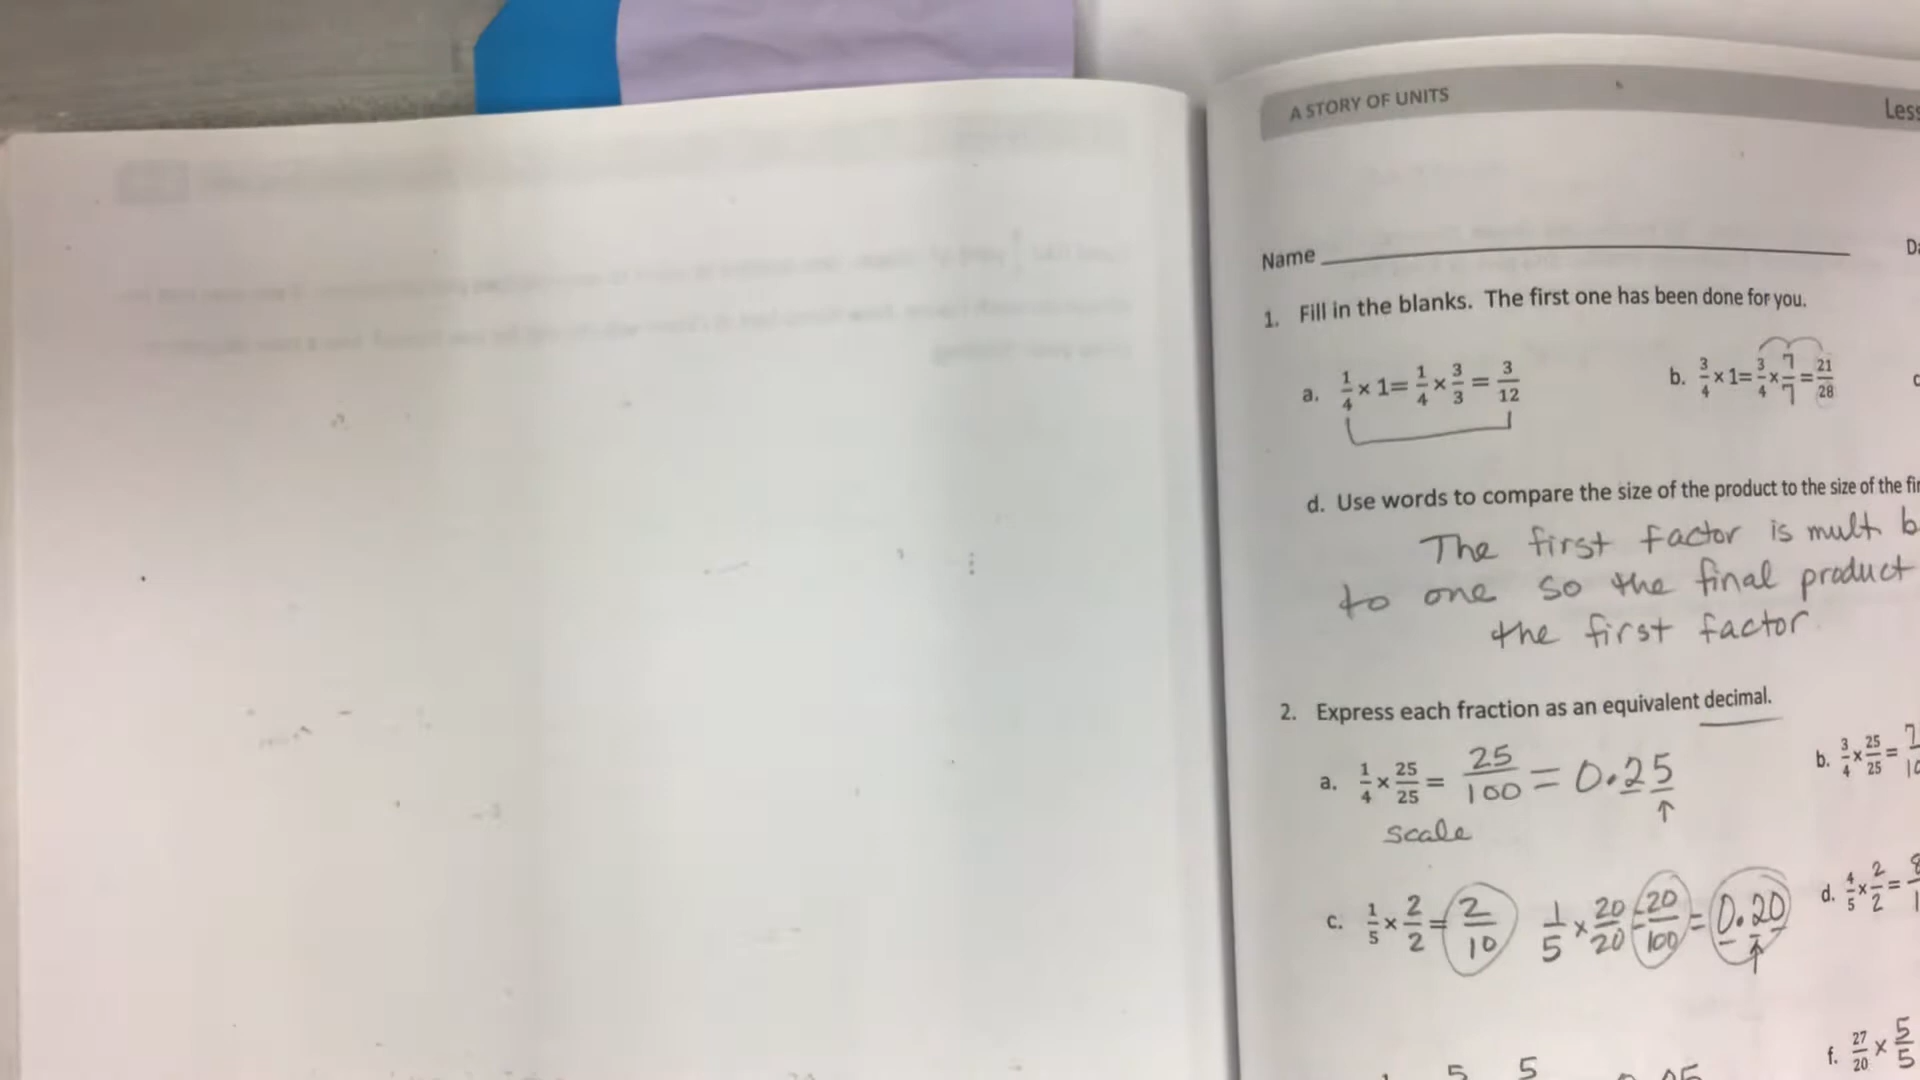 A STORY OF UNITS
Less
Name
1. Fill in the blanks. The first one has been done for you.
a. 1/4 × 1 = 1/4 × 3/3 = 3/12
b. 3/4 × 1 = 3/4 × 7/7 = 21/28
d. Use words to compare the size of the product to the size of the
The first factor is mult b
to one so the final product
the first factor
2. Express each fraction as an equivalent decimal.
a. 1/4 × 25/25 = 25/100 = 0.25
scale
b. 3/4 × 25/25 =
c. 1/5 × 2/2 = 2/10 1/5 × 20/20 = 20/100 = 0.20
d. 4/5 × 2/2 =
f. 27/20 × 5/5